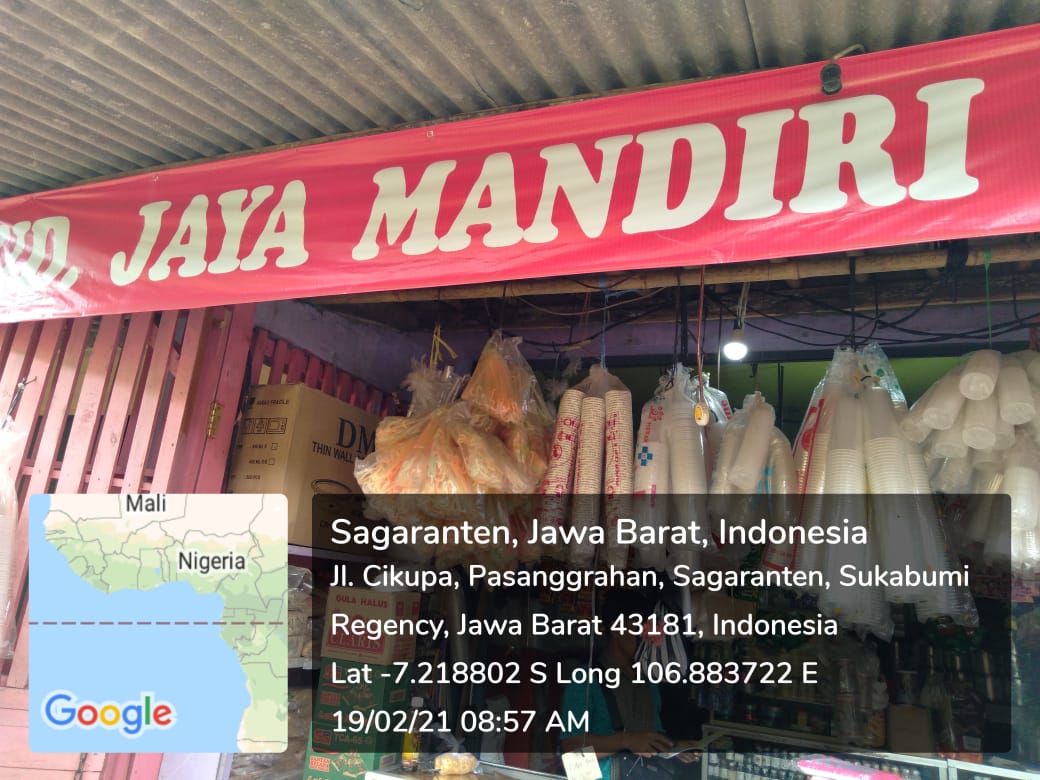 JAYA MANDIRI
DM
THIN WALL
GULA HALUS
CLARIS
Mali
Nigeria
Google
Sagaranten, Jawa Barat, Indonesia
Jl. Cikupa, Pasanggrahan, Sagaranten, Sukabumi
Regency, Jawa Barat 43181, Indonesia
Lat -7.218802 S Long 106.883722 E
19/02/21 08:57 AM